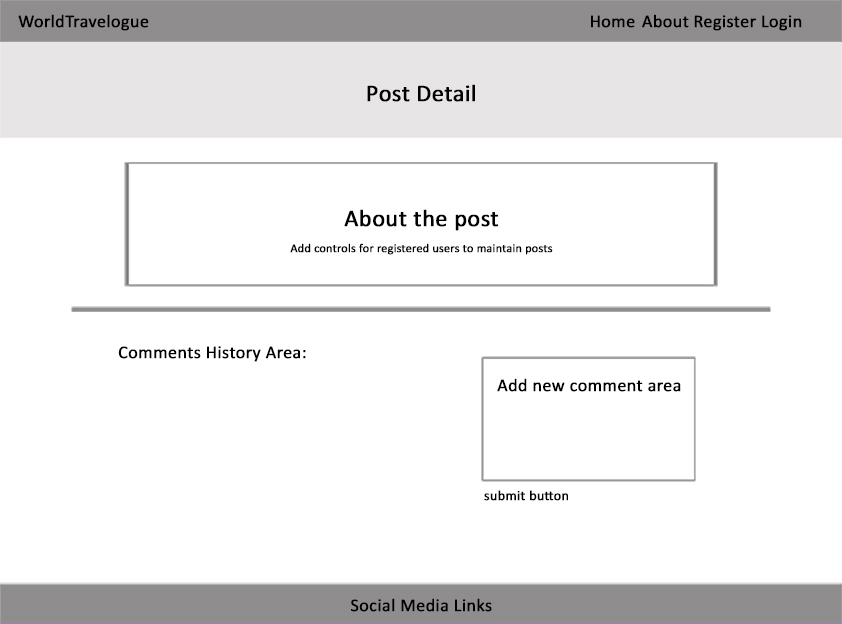 WorldTravelogue
Home About Register Login
Post Detail
About the post
Add controls for registered users to maintain posts
Comments History Area:
Add new comment area
submit button
Social Media Links